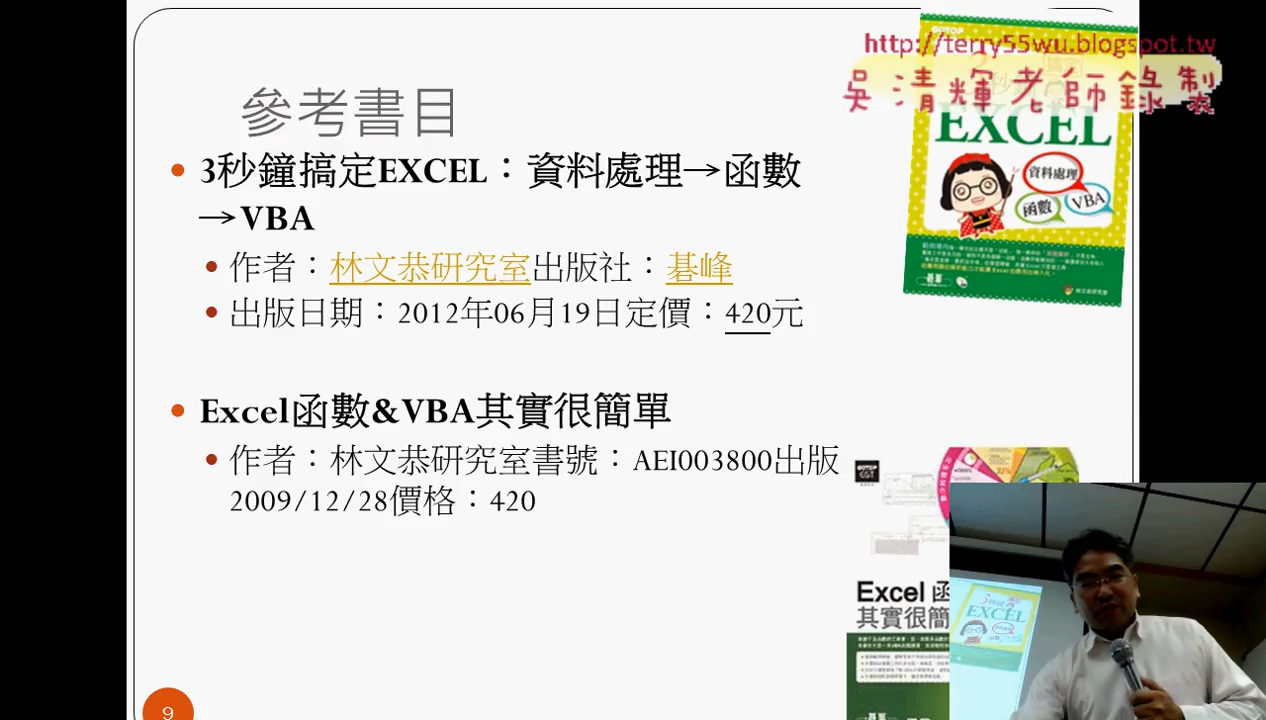 http://terry55wu.blogspot.tw
吳清輝老師錄製
參考書目
3秒鐘搞定EXCEL：資料處理→函數
→VBA
作者：林文恭研究室出版社：碁峰
出版日期：2012年06月19日定價：420元
Excel函數&VBA其實很簡單
作者：林文恭研究室書號：AEI003800出版
2009/12/28價格：420
9
EXCEL
資料處理
函數
VBA
Excel 函
其實很簡
EXCEL